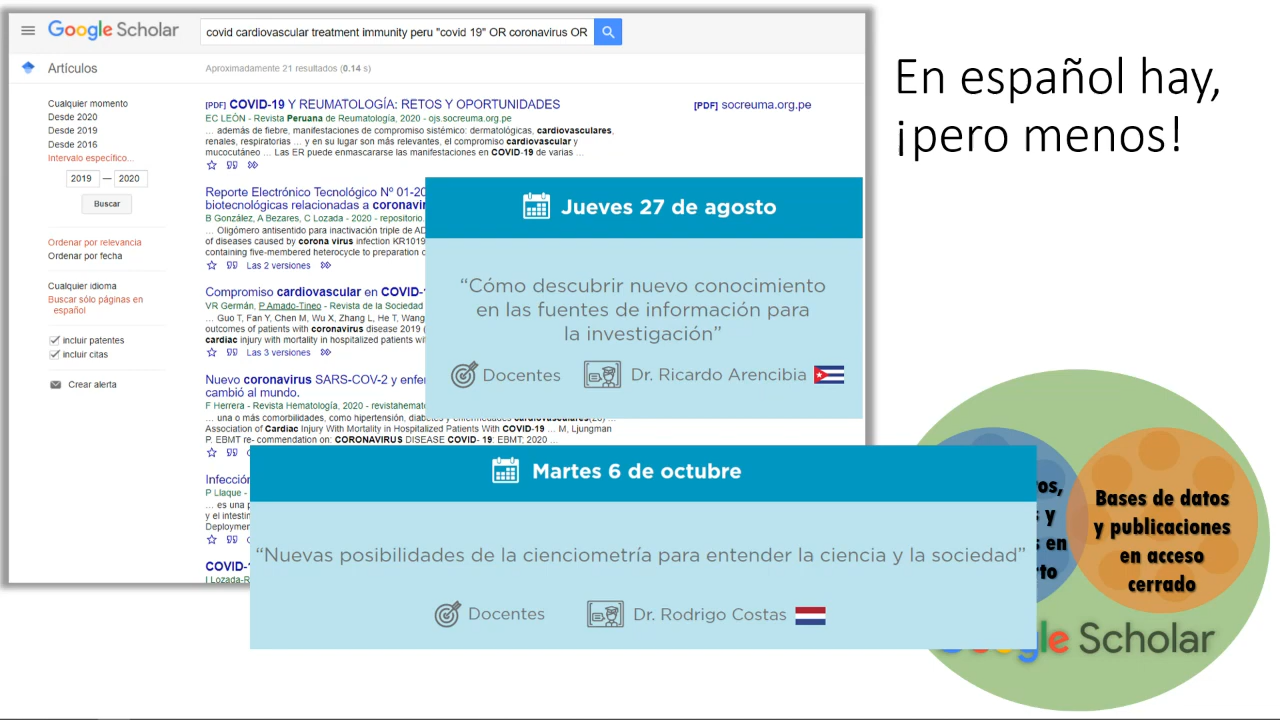 Google Scholar
covid cardiovascular treatment immunity peru "covid 19" OR coronavirus OR
Artículos
Aproximadamente 21 resultados (0.14 s)
Cualquier momento
Desde 2020
Desde 2019
Desde 2016
Intervalo específico...
2019 — 2020
Buscar
Ordenar por relevancia
Ordenar por fecha
Cualquier idioma
Buscar sólo páginas en
español
incluir patentes
incluir citas
Crear alerta
[PDF] COVID-19 Y REUMATOLOGÍA: RETOS Y OPORTUNIDADES
EC LEÓN - Revista Peruana de Reumatología, 2020 - ojs.socreuma.org.pe
… además de fiebre, manifestaciones de compromiso sistémico: dermatológicas, cardiovasculares,
renales, respiratorias … y en su lugar son más relevantes, el compromiso cardiovascular y
mucocutáneo … Las ER puede enmascararse las manifestaciones en COVID-19 de varias …
[PDF] socreuma.org.pe
Reporte Electrónico Tecnológico Nº 01-20
biotecnológicas relacionadas a coronavir
B González, A Bezares, C Lozada - 2020 - repositorio.
… Oligómero antisentido para inactivación triple de AD
of diseases caused by corona virus infection KR1019
containing five-membered heterocycle to preparation c
Las 2 versiones
Compromiso cardiovascular en COVID-
VR Germán, P Amado-Tineo - Revista de la Sociedad
… Guo T, Fan Y, Chen M, Wu X, Zhang L, He T, Wang
outcomes of patients with coronavirus disease 2019 (
cardiac injury with mortality in hospitalized patients wi
Las 3 versiones
Nuevo coronavirus SARS-COV-2 y enfer
cambió al mundo.
F Herrera - Revista Hematología, 2020 - revistahemato
… una o más comorbilidades, como hipertensión, diabetes y enfermedades cardiovasculares(28) …
Association of Cardiac Injury With Mortality in Hospitalized Patients With COVID-19 … M, Ljungman
P, EBMT re- commendation on: CORONAVIRUS DISEASE COVID- 19: EBMT; 2020 …
Infección
P Llaque -
… es una p
y el intestin
Deploymen
COVID-
I Lozada-R
En español hay,
¡pero menos!
Jueves 27 de agosto
“Cómo descubrir nuevo conocimiento
en las fuentes de información para
la investigación”
Docentes Dr. Ricardo Arencibia
Martes 6 de octubre
“Nuevas posibilidades de la cienciometría para entender la ciencia y la sociedad”
Docentes Dr. Rodrigo Costas
os,
y
en
to
Bases de datos
y publicaciones
en acceso
cerrado
gle Scholar